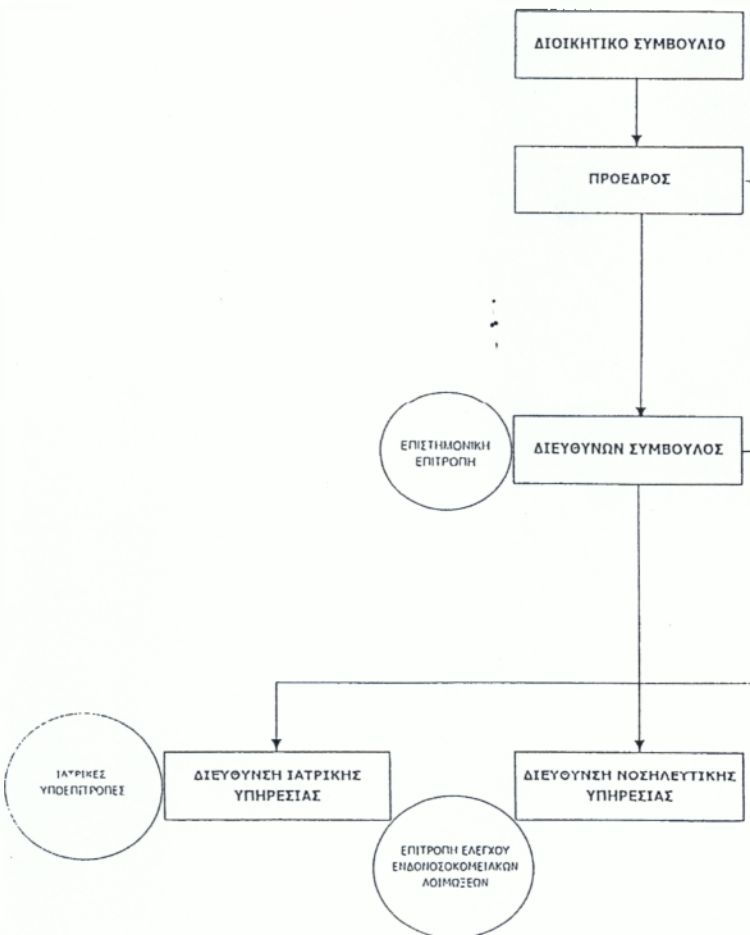 ΔΙΟΙΚΗΤΙΚΟ ΣΥΜΒΟΥΛΙΟ
ΠΡΟΕΔΡΟΣ
ΕΠΙΣΤΗΜΟΝΙΚΗ
ΕΠΙΤΡΟΠΗ
ΔΙΕΥΘΥΝΩΝ ΣΥΜΒΟΥΛΟΣ
ΙΑΤΡΙΚΕΣ
ΥΠΟΕΠΙΤΡΟΠΕΣ
ΔΙΕΥΘΥΝΣΗ ΙΑΤΡΙΚΗΣ
ΥΠΗΡΕΣΙΑΣ
ΔΙΕΥΘΥΝΣΗ ΝΟΣΗΛΕΥΤΙΚΗΣ
ΥΠΗΡΕΣΙΑΣ
ΕΠΙΤΡΟΠΗ ΕΛΕΓΧΟΥ
ΕΝΔΟΝΟΣΟΚΟΜΕΙΑΚΩΝ
ΛΟΙΜΩΞΕΩΝ